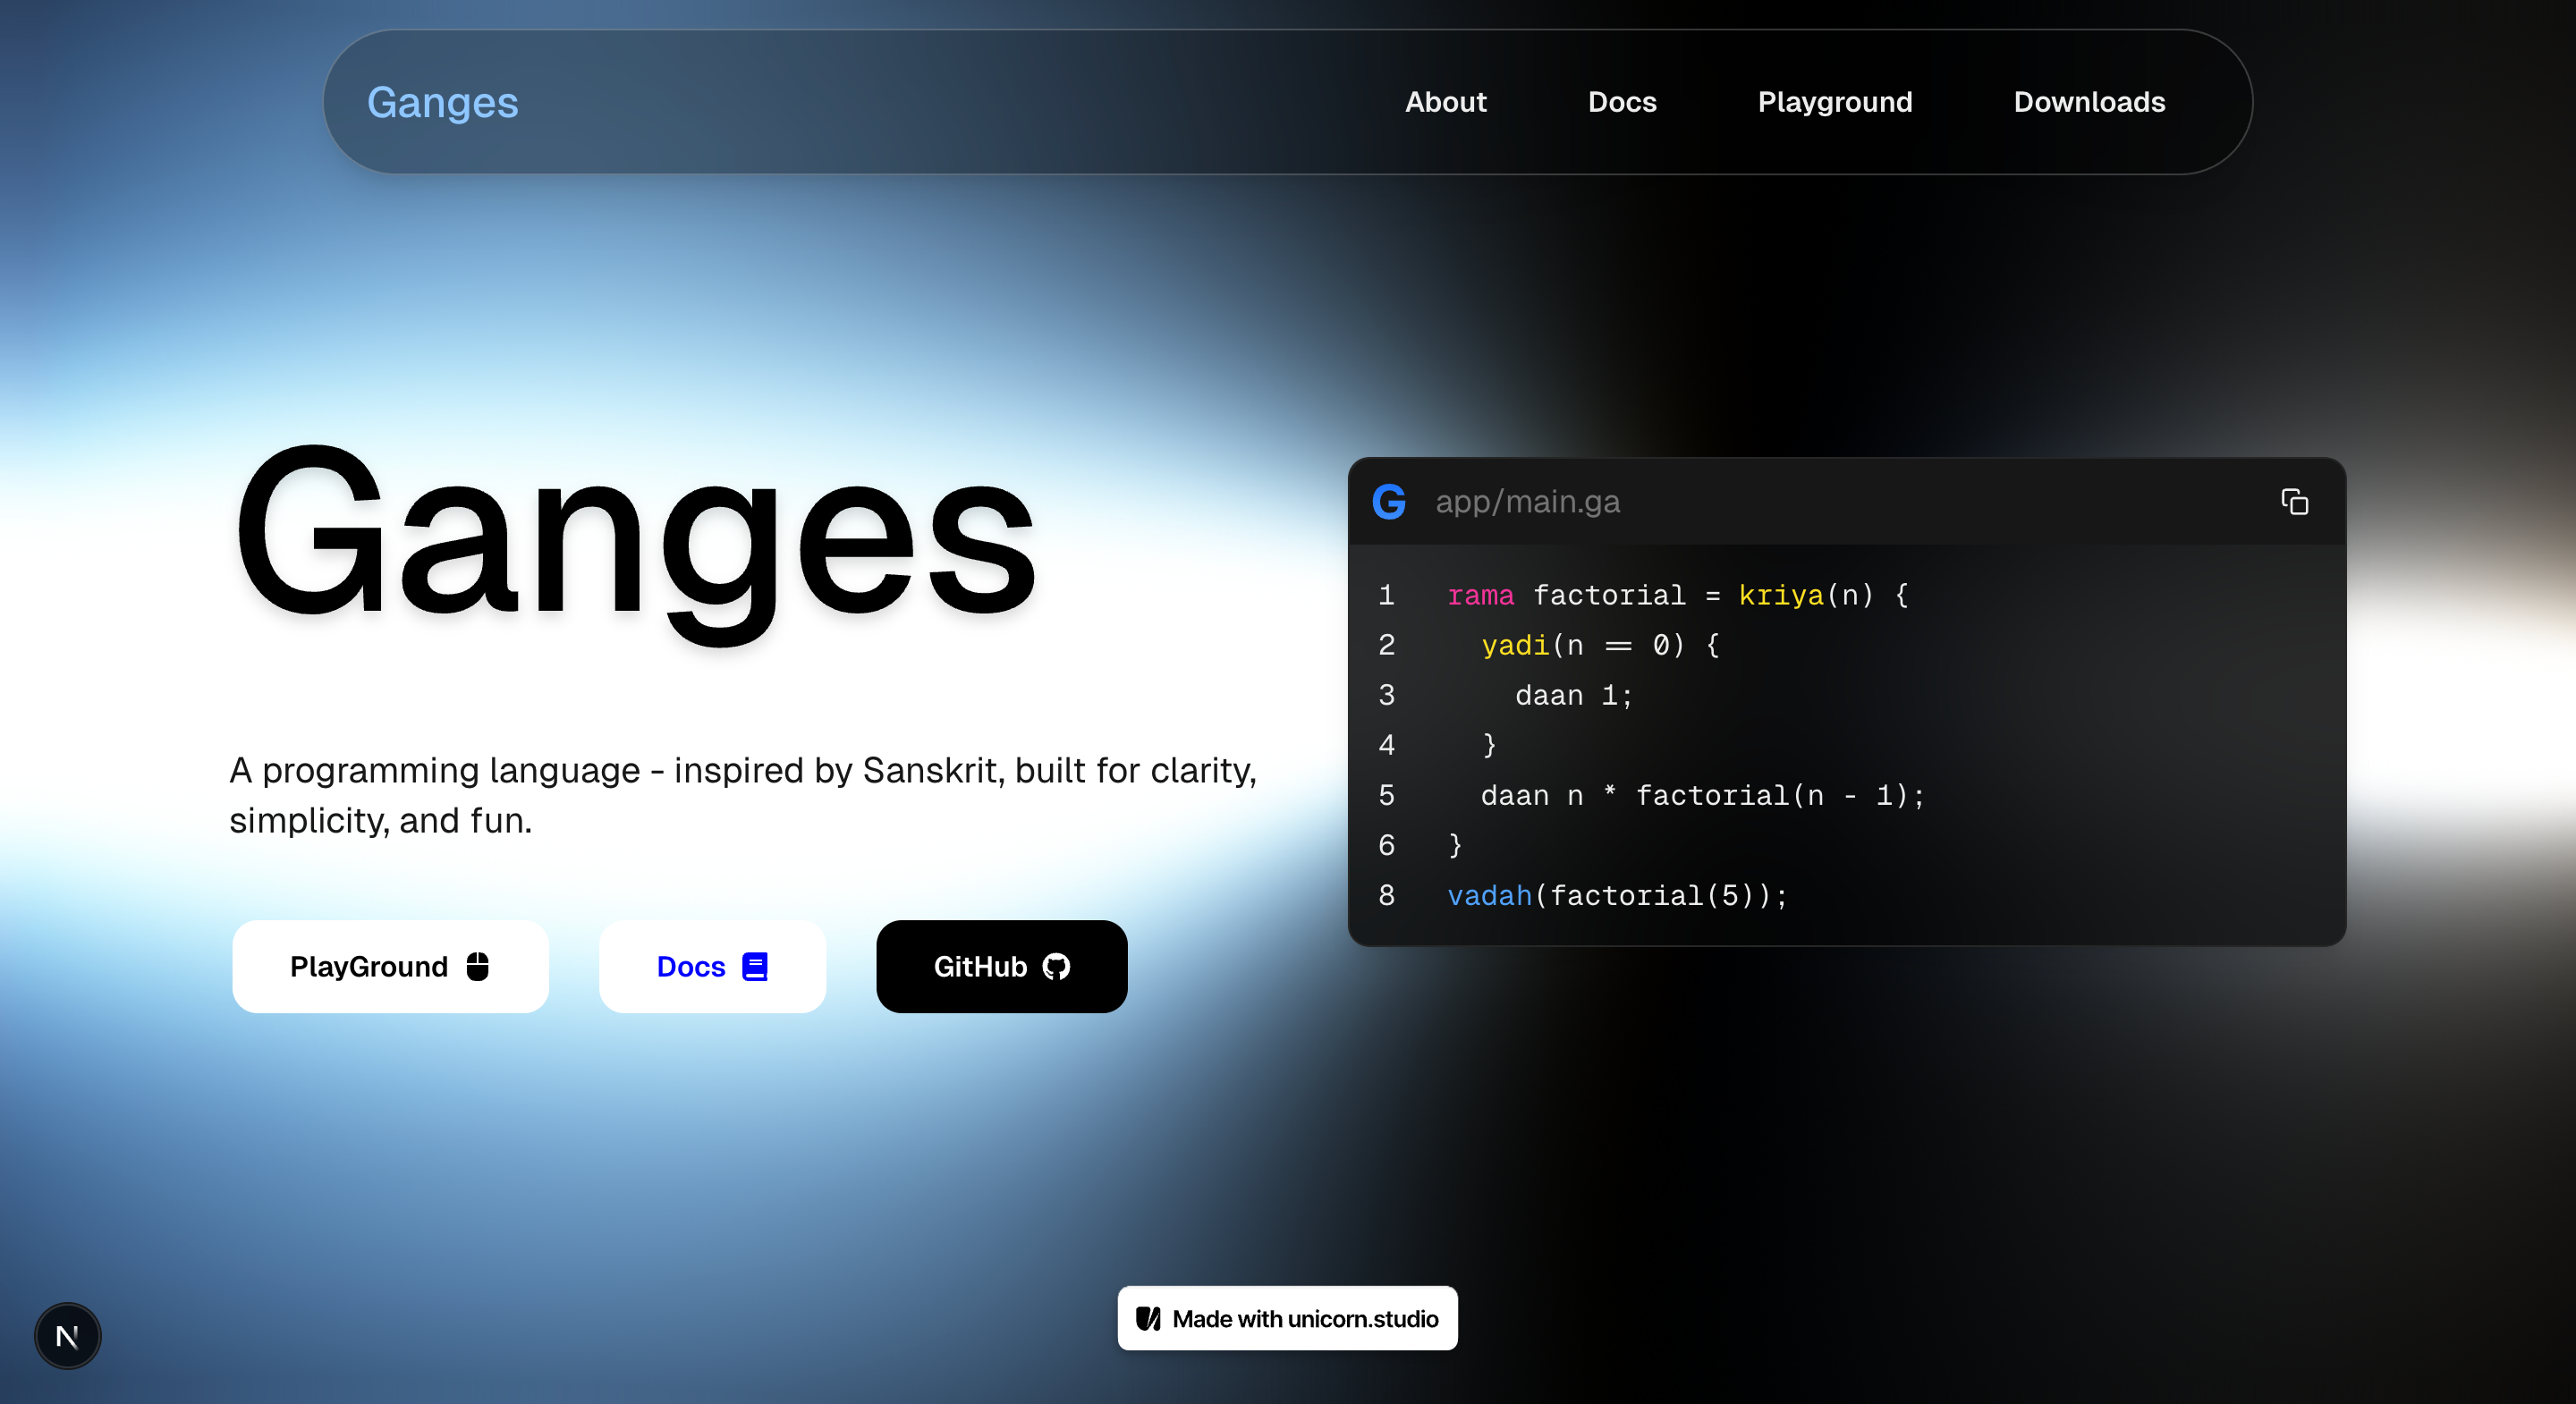 Ganges
About Docs Playground Downloads
Ganges
A programming language - inspired by Sanskrit, built for clarity,
simplicity, and fun.
PlayGround Docs GitHub
G app/main.ga
1 rama factorial = kriya(n) {
2 yadi(n == 0) {
3 daan 1;
4 }
5 daan n * factorial(n - 1);
6 }
8 vadah(factorial(5));
Made with unicorn.studio
N